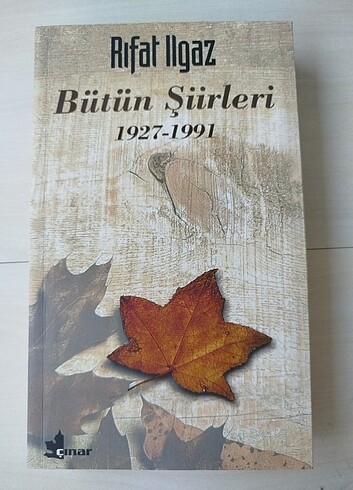 Rıfat Ilgaz
Bütün Şiirleri
1927-1991
çınar